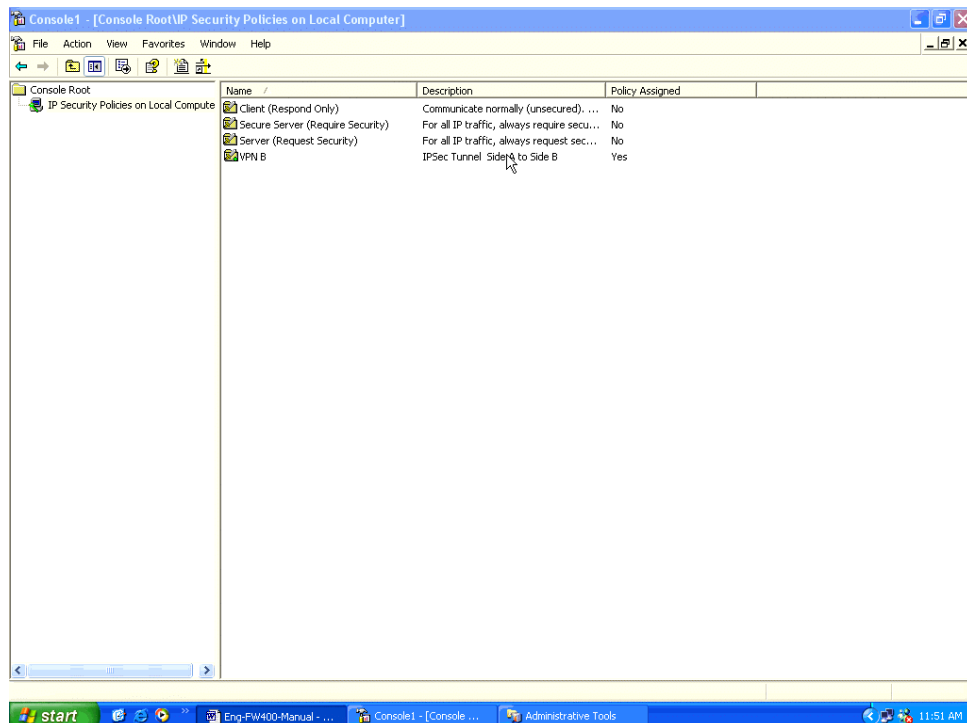 Console1 - [Console Root\IP Security Policies on Local Computer]
File Action View Favorites Window Help
Console Root
IP Security Policies on Local Compute
Name Description Policy Assigned
Client (Respond Only) Communicate normally (unsecured). ... No
Secure Server (Require Security) For all IP traffic, always require secu... No
Server (Request Security) For all IP traffic, always request sec... No
VPN B IPSec Tunnel Side A to Side B Yes
start Eng-FW400-Manual - ... Console1 - [Console ... Administrative Tools 11:51 AM